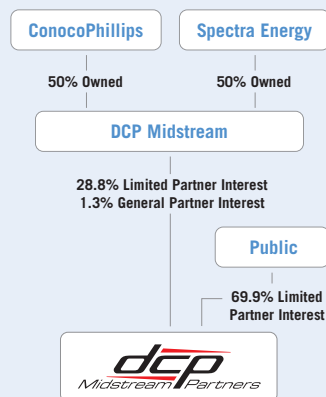 ConocoPhillips
Spectra Energy
50% Owned
50% Owned
DCP Midstream
28.8% Limited Partner Interest
1.3% General Partner Interest
Public
69.9% Limited
Partner Interest
dcp
Midstream Partners